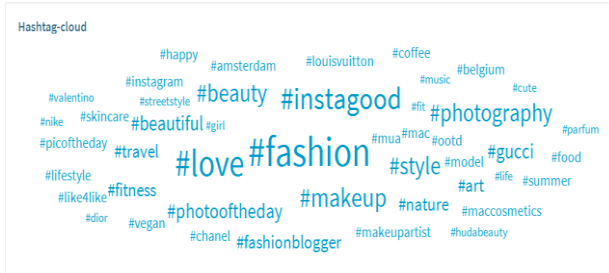 Hashtag-cloud
#happy
#amsterdam
#louisvuitton
#coffee
#belgium
#instagram
#music
#cute
#valentino
#streetstyle
#beauty
#instagood
#fit
#photography
#nike
#skincare
#beautiful
#girl
#parfum
#picoftheday
#travel
#love
#fashion
#mua
#mac
#ootd
#style
#model
#gucci
#food
#lifestyle
#like4like
#fitness
#makeup
#nature
#art
#life
#summer
#dior
#vegan
#photooftheday
#maccosmetics
#chanel
#fashionblogger
#makeupartist
#hudabeauty